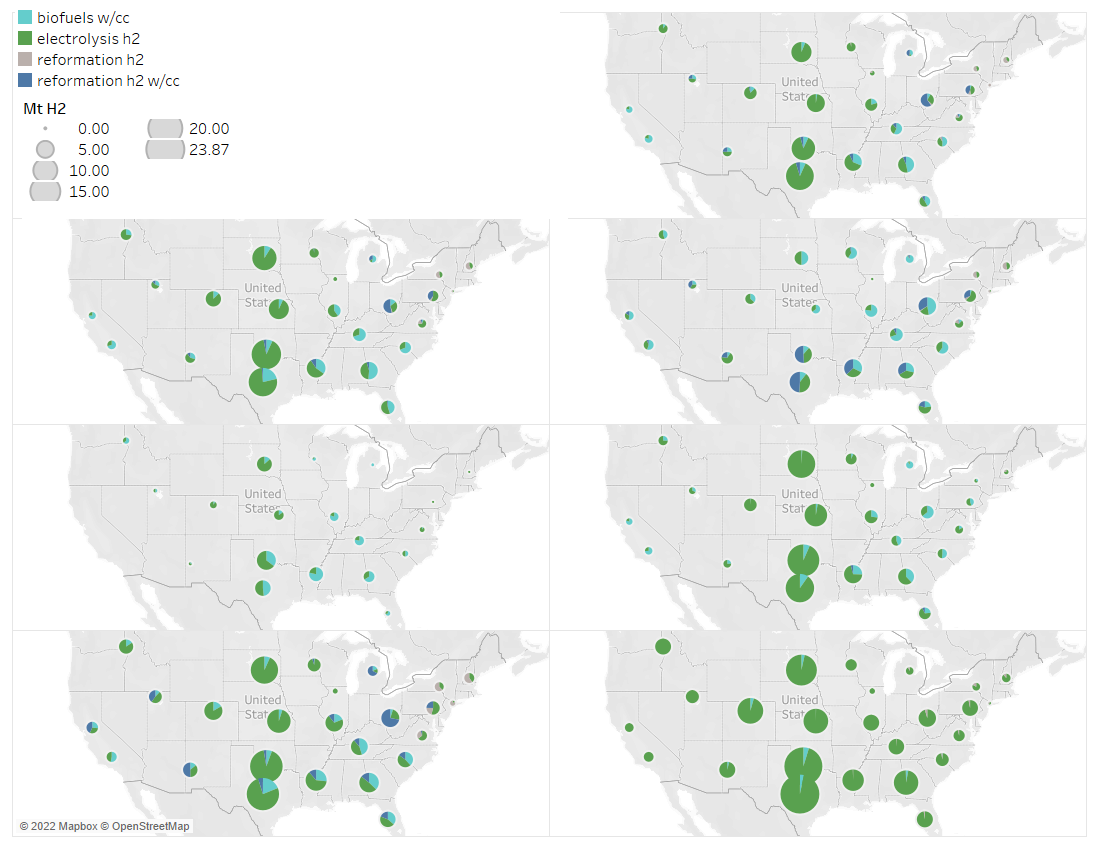 biofuels w/cc
electrolysis h2
reformation h2
reformation h2 w/cc
Mt H2
0.00
5.00
10.00
15.00
20.00
23.87
United
States
United
States
United
States
United
States
United
States
United
States
United
States
© 2022 Mapbox © OpenStreetMap